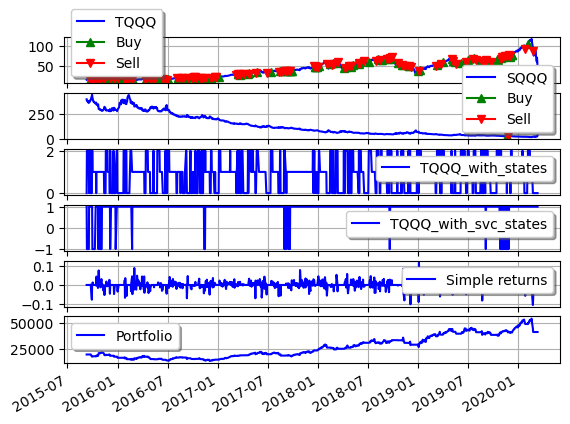 TQQQ
Buy
Sell
100
50
SQQQ
Buy
Sell
250
0
2
0
TQQQ_with_states
1
0
−1
TQQQ_with_svc_states
0.1
0.0
−0.1
Simple returns
50000
25000
Portfolio
2015-07
2016-01
2016-07
2017-01
2017-07
2018-01
2018-07
2019-01
2019-07
2020-01